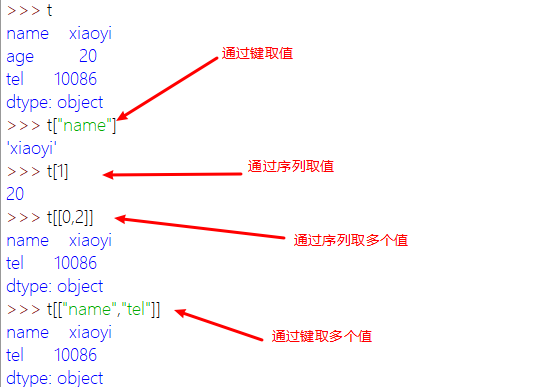 >>> t
name xiaoyi
age 20
tel 10086
dtype: object
>>> t["name"]
'xiaoyi'
>>> t[1]
20
>>> t[[0,2]]
name xiaoyi
tel 10086
dtype: object
>>> t[["name","tel"]]
name xiaoyi
tel 10086
dtype: object
通过键取值
通过序列取值
通过序列取多个值
通过键取多个值